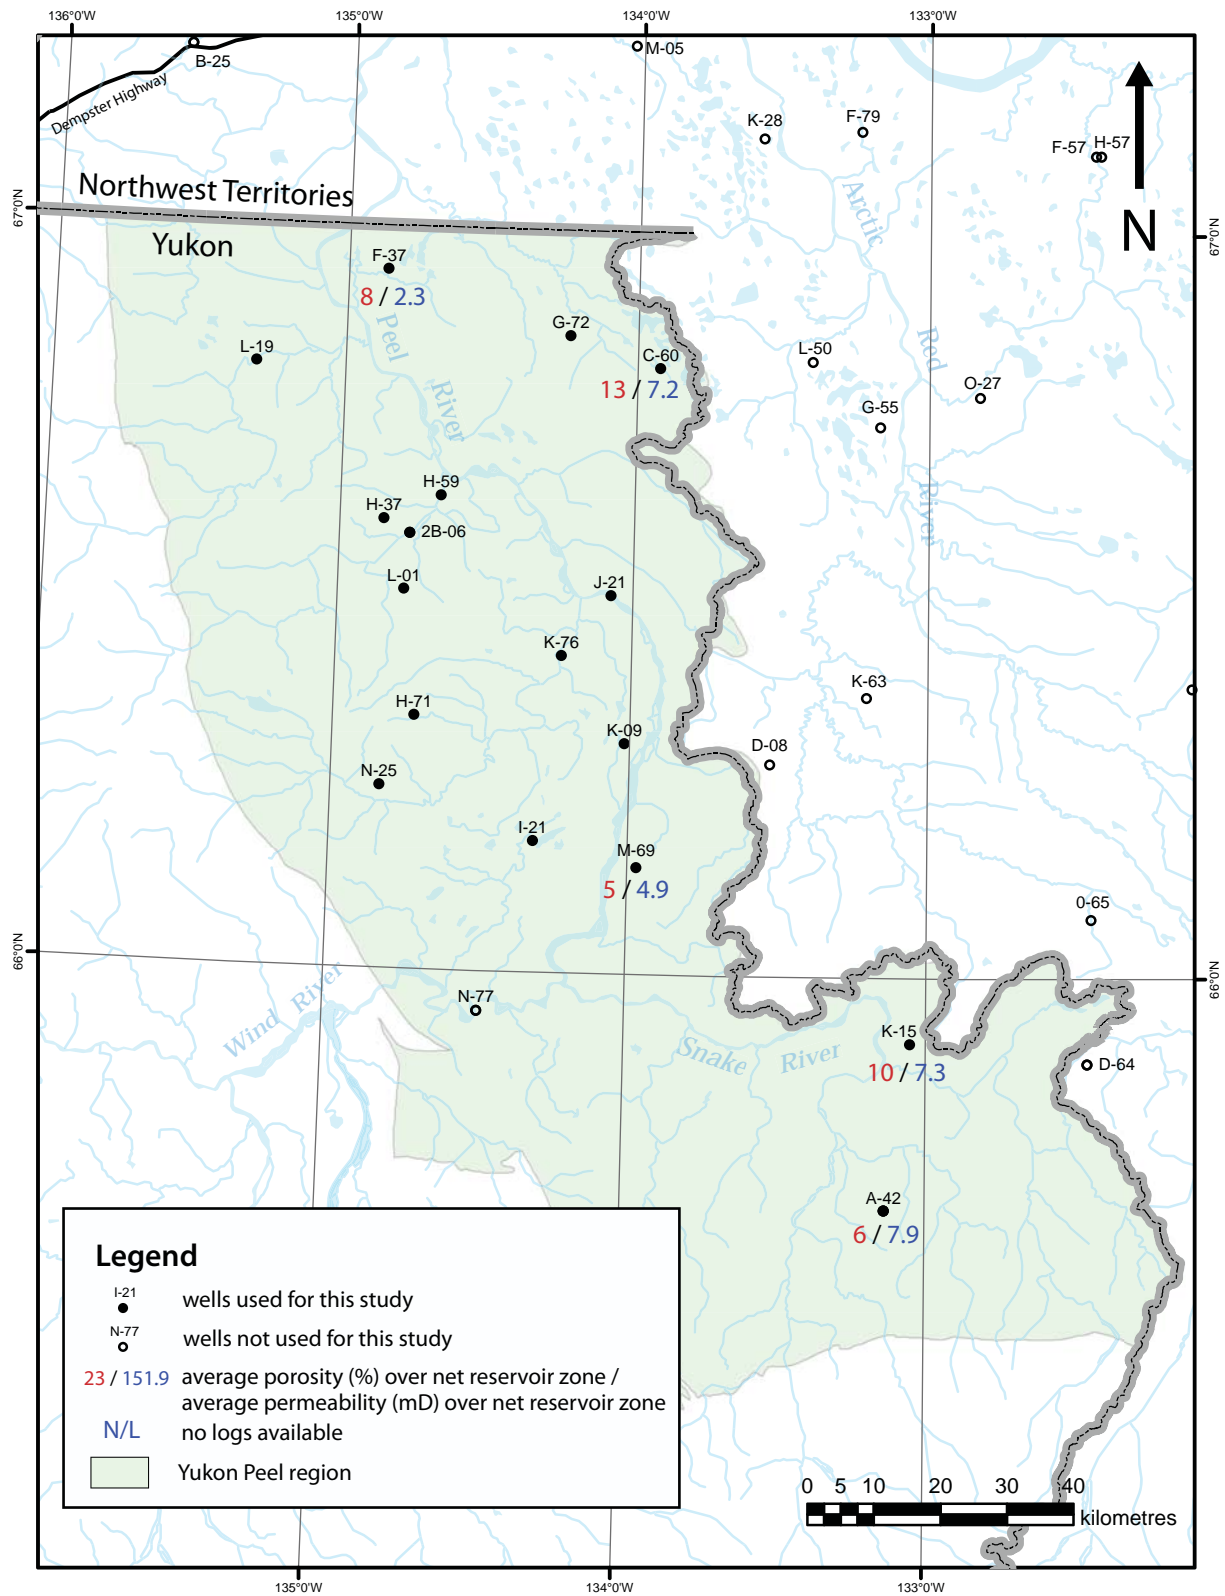 136°0'W
135°0'W
134°0'W
133°0'W
B-25
M-05
Dempster Highway
K-28
F-79
F-57
H-57
Arctic
Northwest Territories
67°0'N
67°0'N
N
Yukon
F-37
8 / 2.3
Peel
G-72
Red
L-19
C-60
L-50
13 / 7.2
O-27
River
G-55
H-59
H-37
River
2B-06
L-01
J-21
K-76
K-63
H-71
K-09
D-08
N-25
I-21
M-69
5 / 4.9
0-65
66°0'N
66°0'N
Wind River
N-77
K-15
Snake River
D-64
10 / 7.3
A-42
6 / 7.9
Legend
I-21
wells used for this study
N-77
wells not used for this study
23 / 151.9
average porosity (%) over net reservoir zone /
average permeability (mD) over net reservoir zone
N/L
no logs available
Yukon Peel region
0 5 10 20 30 40
kilometres
135°0'W
134°0'W
133°0'W